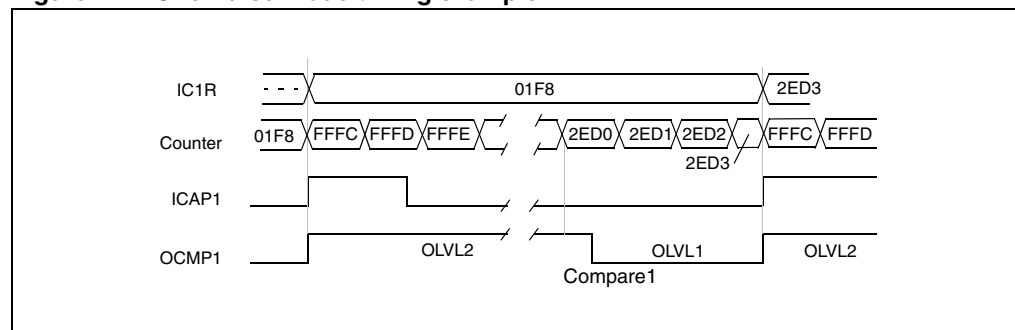 IC1R - - - 01F8 2ED3
Counter 01F8 FFFC FFFD FFFE 2ED0 2ED1 2ED2 FFFC FFFD
2ED3
ICAP1
OCMP1 OLVL2 OLVL1 OLVL2
Compare1